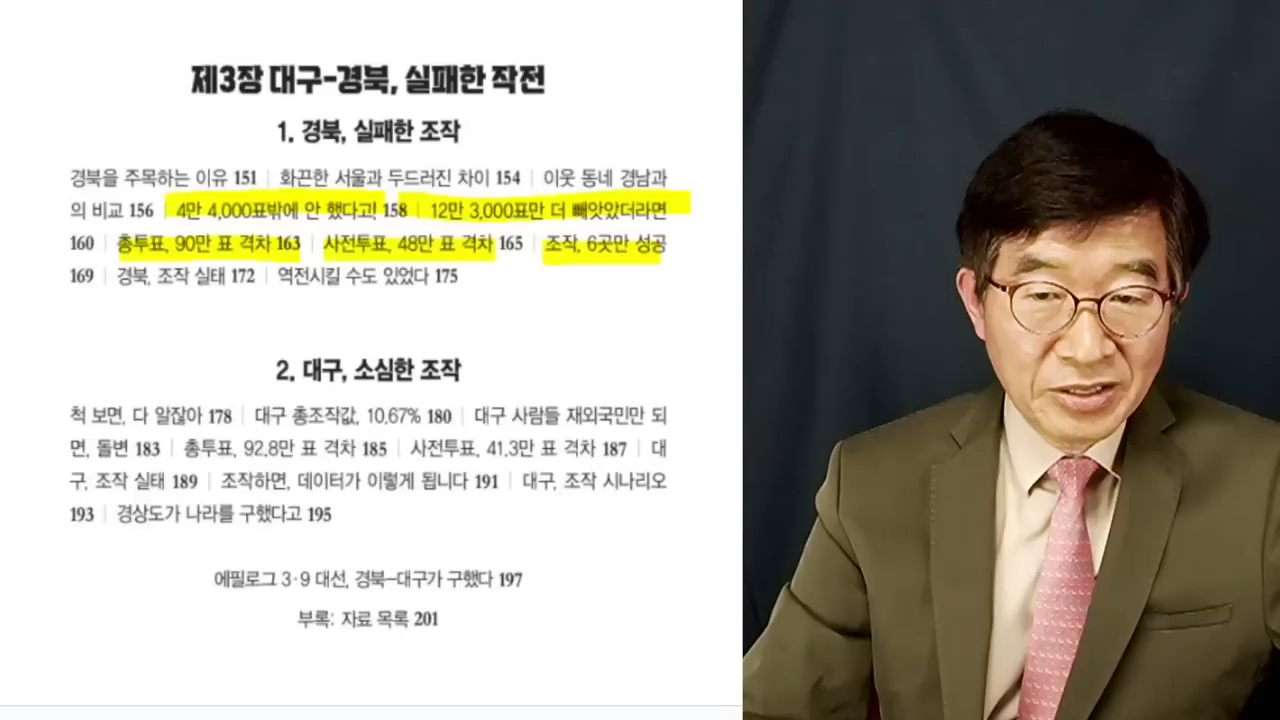 제3장 대구-경북, 실패한 작전
1. 경북, 실패한 조작
경북을 주목하는 이유 151 | 화끈한 서울과 두드러진 차이 154 | 이웃 동네 경남과
의 비교 156 | 4만 4,000표밖에 안 했다고! 158 | 12만 3,000표만 더 빼앗았더라면
160 | 총투표, 90만 표 격차 163 | 사전투표, 48만 표 격차 165 | 조작, 6곳만 성공
169 | 경북, 조작 실태 172 | 역전시킬 수도 있었다 175
2. 대구, 소심한 조작
척 보면, 다 알잖아 178 | 대구 총조작값, 10.67% 180 | 대구 사람들 재외국민만 되
면, 돌변 183 | 총투표, 92.8만 표 격차 185 | 사전투표, 41.3만 표 격차 187 | 대
구, 조작 실태 189 | 조작하면, 데이터가 이렇게 됩니다 191 | 대구, 조작 시나리오
193 | 경상도가 나라를 구했다고 195
에필로그 3·9 대선, 경북-대구가 구했다 197
부록: 자료 목록 201